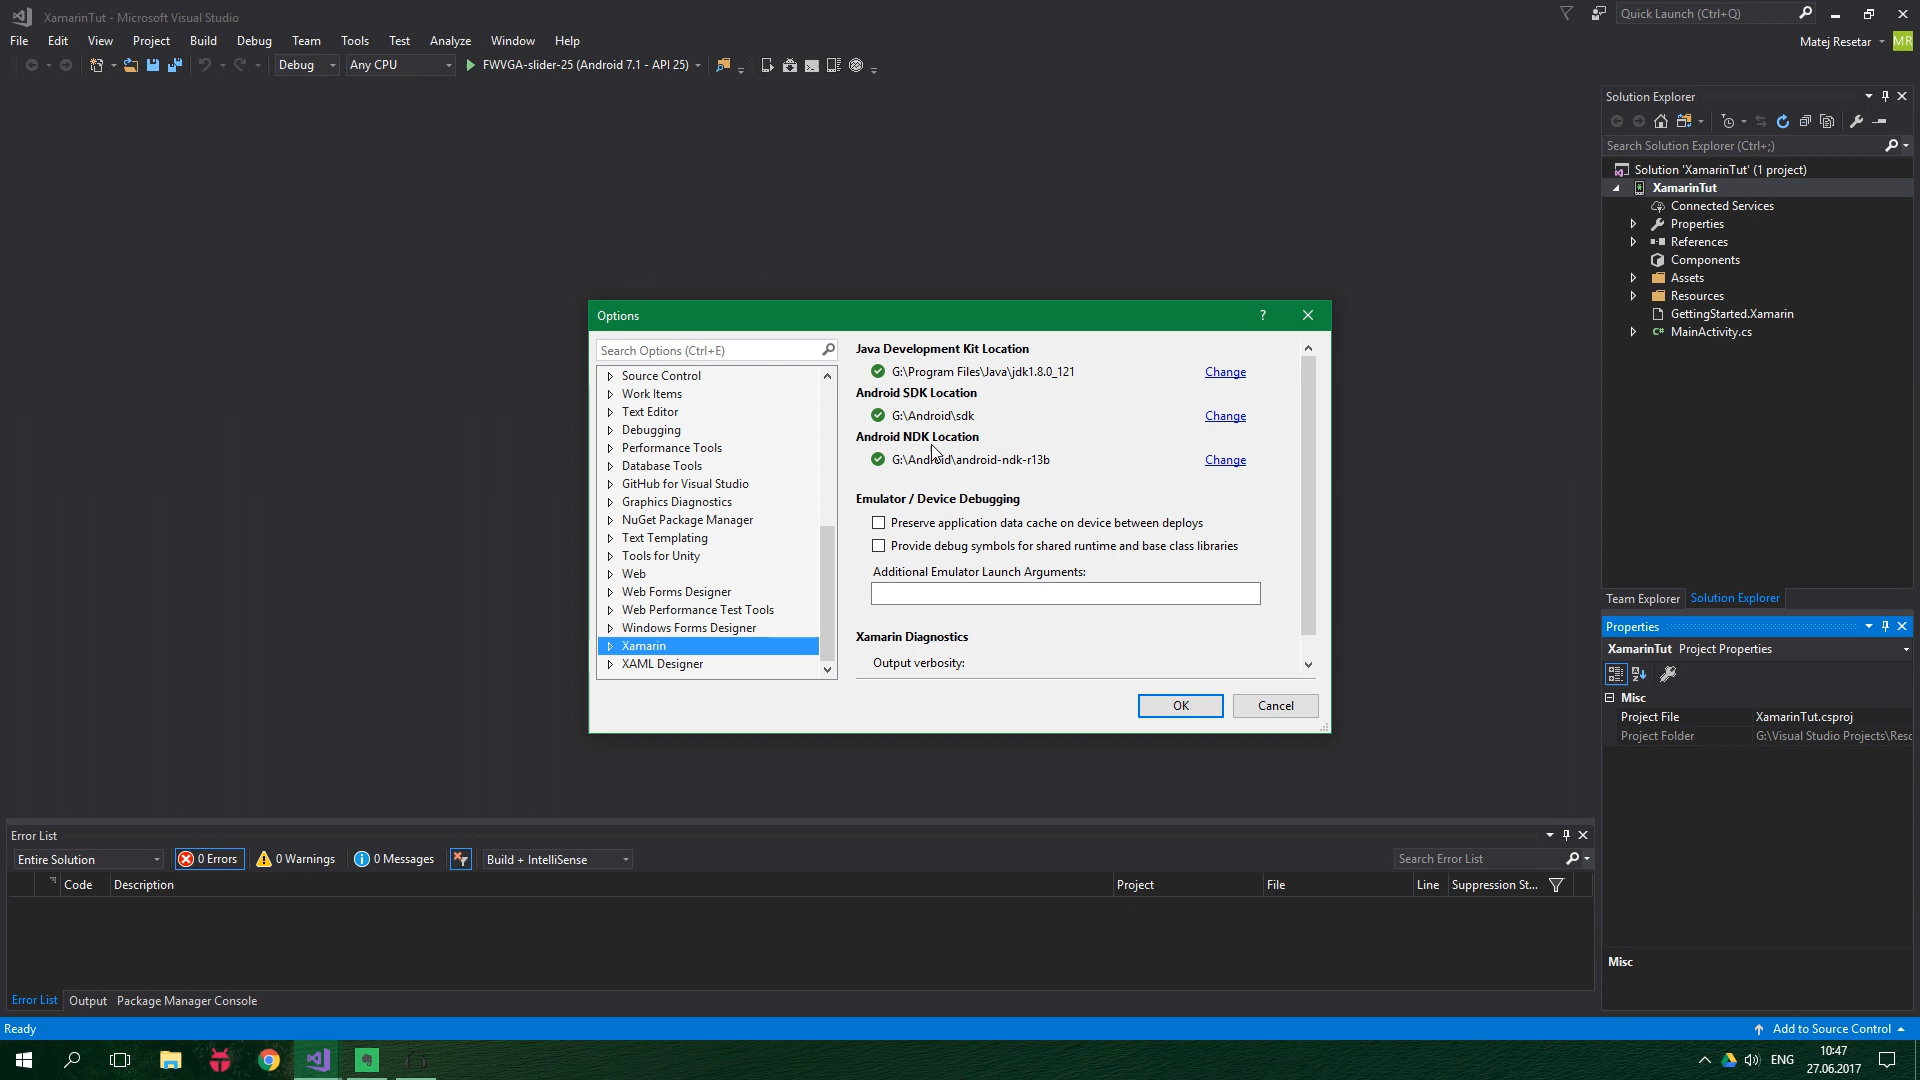 XamarinTut - Microsoft Visual Studio
Quick Launch (Ctrl+Q)
File Edit View Project Build Debug Team Tools Test Analyze Window Help
Matej Resetar MR
Debug Any CPU FWVGA-slider-25 (Android 7.1 - API 25)
Solution Explorer
Search Solution Explorer (Ctrl+;)
Solution 'XamarinTut' (1 project)
XamarinTut
Connected Services
Properties
References
Components
Assets
Resources
GettingStarted.Xamarin
C# MainActivity.cs
Team Explorer Solution Explorer
Properties
XamarinTut Project Properties
Misc
Project File XamarinTut.csproj
Project Folder G:\Visual Studio Projects\Resc
Misc
Options ?
Search Options (Ctrl+E)
Source Control
Work Items
Text Editor
Debugging
Performance Tools
Database Tools
GitHub for Visual Studio
Graphics Diagnostics
NuGet Package Manager
Text Templating
Tools for Unity
Web
Web Forms Designer
Web Performance Test Tools
Windows Forms Designer
Xamarin
XAML Designer
Java Development Kit Location
G:\Program Files\Java\jdk1.8.0_121 Change
Android SDK Location
G:\Android\sdk Change
Android NDK Location
G:\Android\android-ndk-r13b Change
Emulator / Device Debugging
Preserve application data cache on device between deploys
Provide debug symbols for shared runtime and base class libraries
Additional Emulator Launch Arguments:
Xamarin Diagnostics
Output verbosity:
OK Cancel
Error List
Entire Solution 0 Errors 0 Warnings 0 Messages Build + IntelliSense Search Error List
Code Description Project File Line Suppression St...
Error List Output Package Manager Console
Ready Add to Source Control
ENG 10:47
27.06.2017